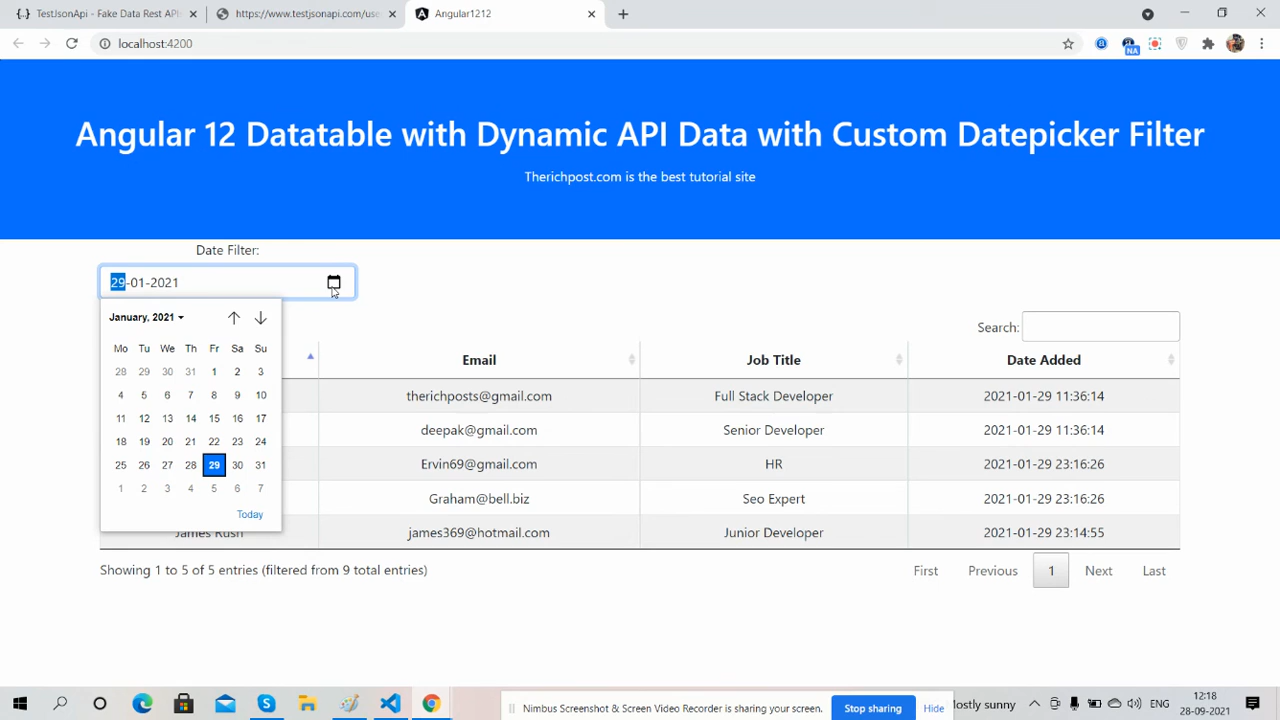 TestJsonApi - Fake Data Rest API
https://www.testjsonapi.com/use
Angular1212
localhost:4200
NA
Angular 12 Datatable with Dynamic API Data with Custom Datepicker Filter
Therichpost.com is the best tutorial site
Date Filter:
29-01-2021
January, 2021
Mo Tu We Th Fr Sa Su
28 29 30 31 1 2 3
4 5 6 7 8 9 10
11 12 13 14 15 16 17
18 19 20 21 22 23 24
25 26 27 28 29 30 31
1 2 3 4 5 6 7
Today
Search:
Email Job Title Date Added
therichposts@gmail.com Full Stack Developer 2021-01-29 11:36:14
deepak@gmail.com Senior Developer 2021-01-29 11:36:14
Ervin69@gmail.com HR 2021-01-29 23:16:26
Graham@bell.biz Seo Expert 2021-01-29 23:16:26
James Rush james369@hotmail.com Junior Developer 2021-01-29 23:14:55
Showing 1 to 5 of 5 entries (filtered from 9 total entries)
First Previous 1 Next Last
Nimbus Screenshot & Screen Video Recorder is sharing your screen.
Stop sharing
Hide
ostly sunny
ENG
12:18
28-09-2021